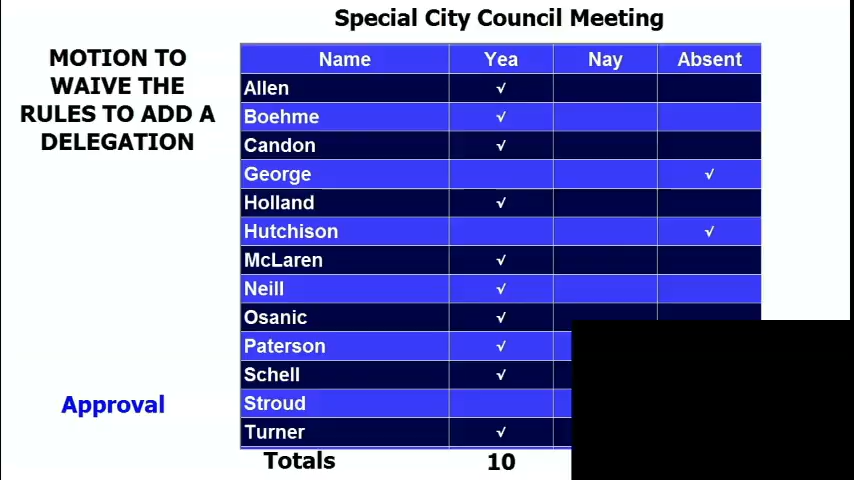 Special City Council Meeting
MOTION TO
WAIVE THE
RULES TO ADD A
DELEGATION
Name Yea Nay Absent
Allen √
Boehme √
Candon √
George √
Holland √
Hutchison √
McLaren √
Neill √
Osanic √
Paterson √
Schell √
Stroud
Turner √
Approval
Totals 10